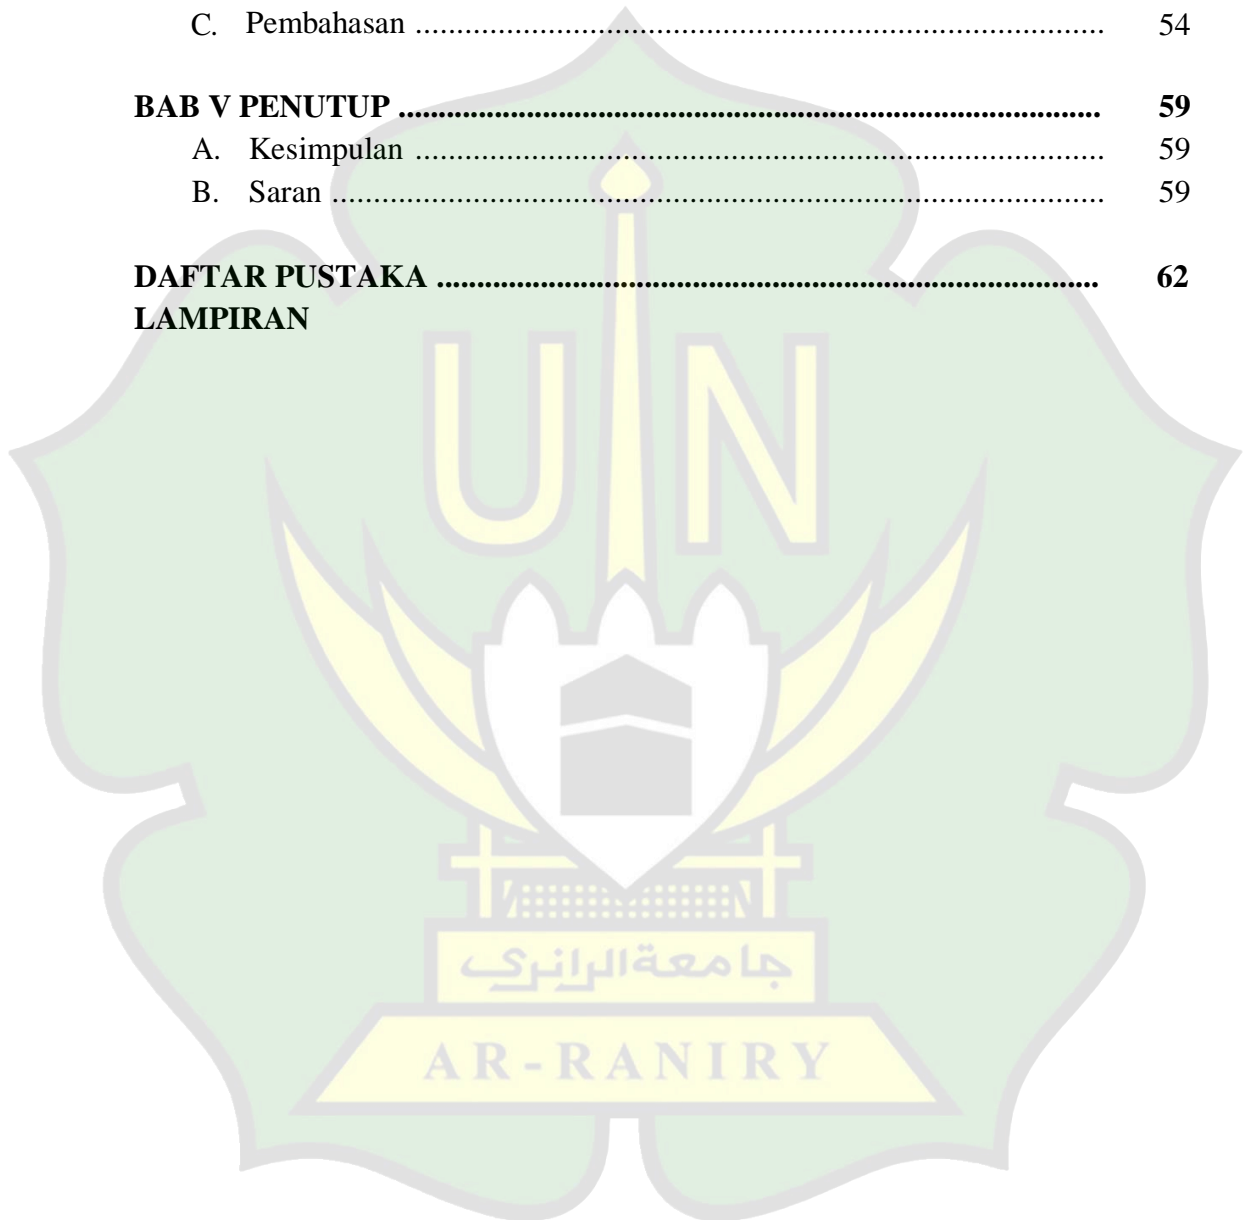 C. Pembahasan ................................................................................ 54
BAB V PENUTUP ........................................................................................ 59
A. Kesimpulan ................................................................................ 59
B. Saran .......................................................................................... 59
DAFTAR PUSTAKA ................................................................................... 62
LAMPIRAN
UIN
جامعة الرانري
AR-RANIRY